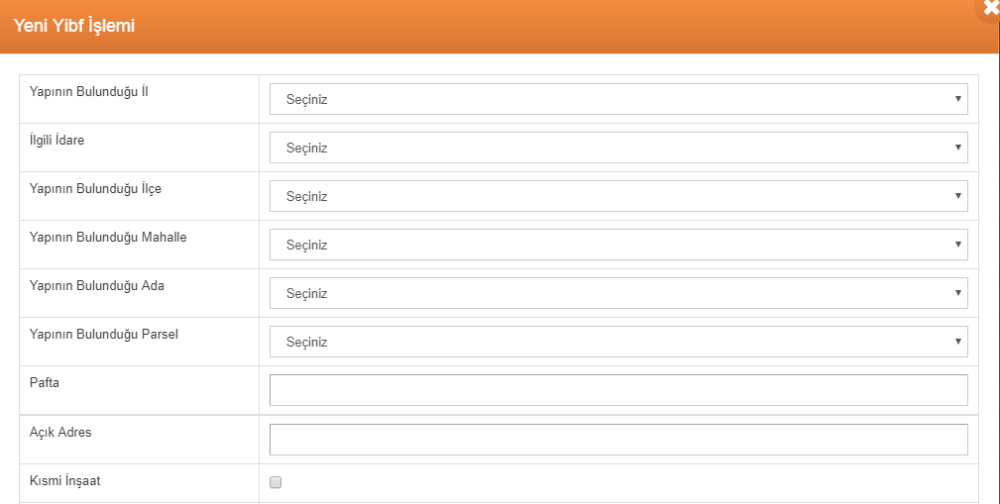 Yeni Yibf İşlemi
Yapının Bulunduğu İl
Seçiniz
İlgili İdare
Seçiniz
Yapının Bulunduğu İlçe
Seçiniz
Yapının Bulunduğu Mahalle
Seçiniz
Yapının Bulunduğu Ada
Seçiniz
Yapının Bulunduğu Parsel
Seçiniz
Pafta
Açık Adres
Kısmi İnşaat